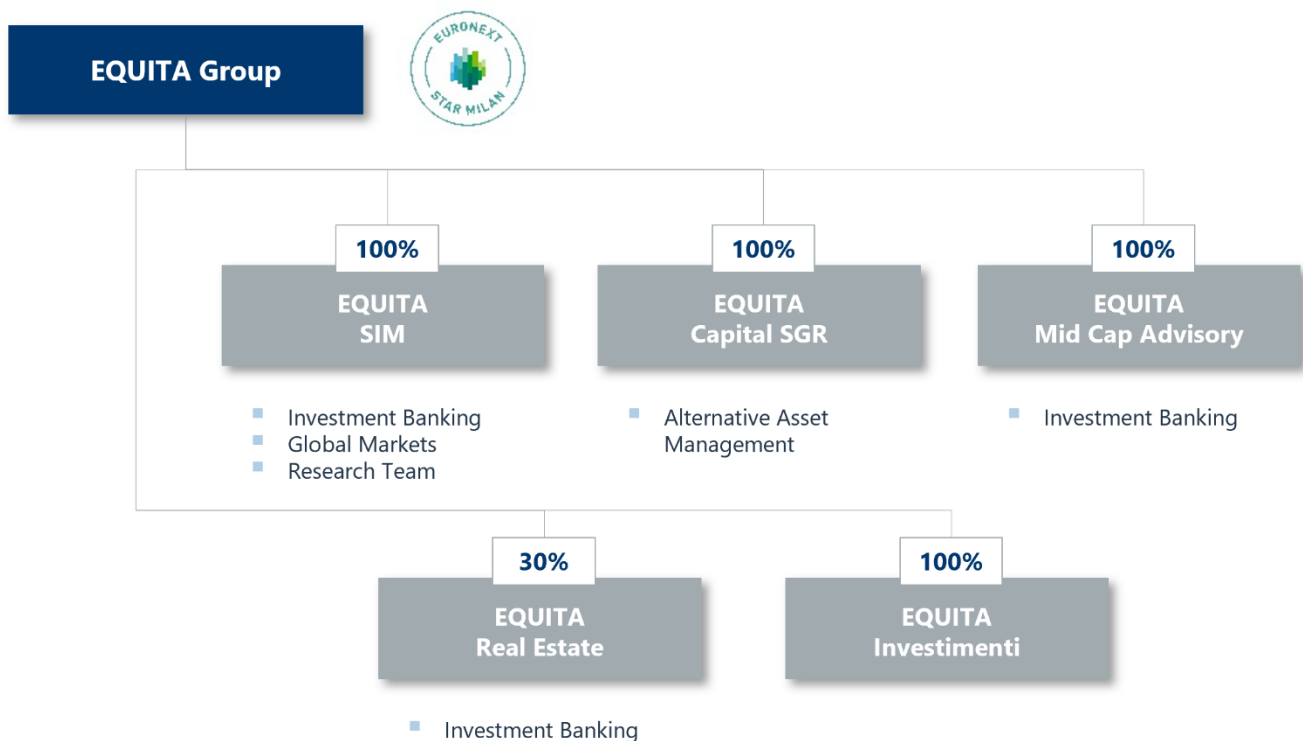 EQUITA Group
EURONEXT
STAR MILAN
100%
EQUITA
SIM
Investment Banking
Global Markets
Research Team
100%
EQUITA
Capital SGR
Alternative Asset
Management
100%
EQUITA
Mid Cap Advisory
Investment Banking
30%
EQUITA
Real Estate
Investment Banking
100%
EQUITA
Investimenti